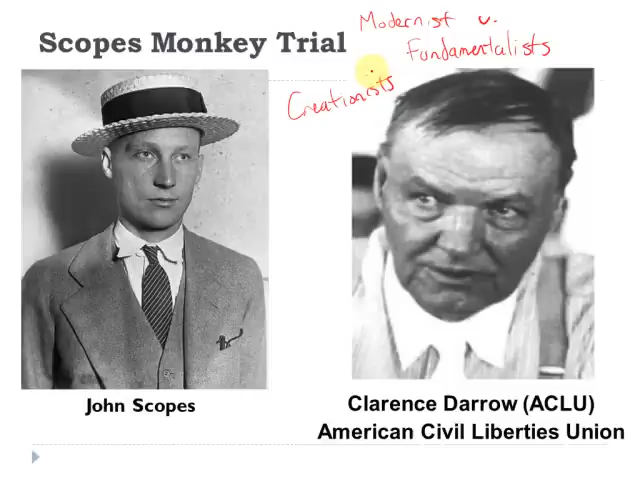 Modernist v.
Scopes Monkey Trial
Fundamentalists
Creationists
John Scopes
Clarence Darrow (ACLU)
American Civil Liberties Union